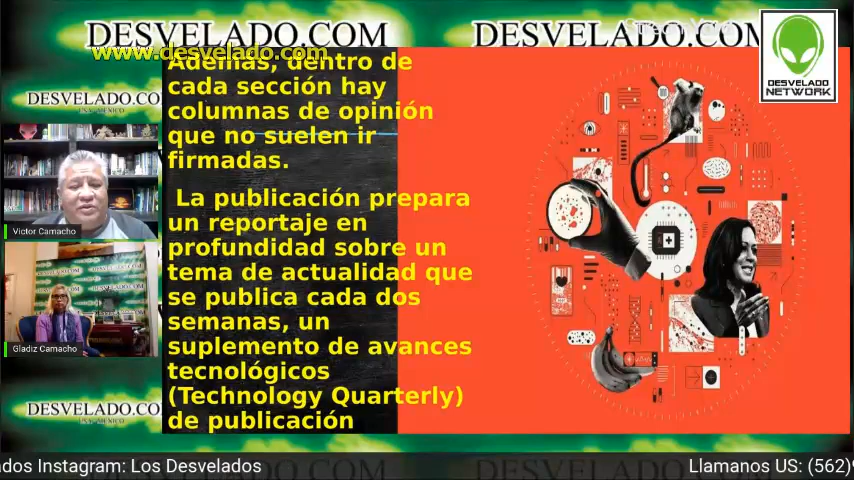 DESVELADO.COM
DESVELADO.COM
www.desvelado.com
DESVELADO
NETWORK
DESVELADO.CO
Además, dentro de
cada sección hay
columnas de opinión
que no suelen ir
firmadas.
La publicación prepara
un reportaje en
profundidad sobre un
tema de actualidad que
se publica cada dos
semanas, un
suplemento de avances
tecnológicos
(Technology Quarterly)
de publicación
Victor Camacho
Gladiz Camacho
DESVELADO.CO
ados Instagram: Los Desvelados
Llamanos US: (562)